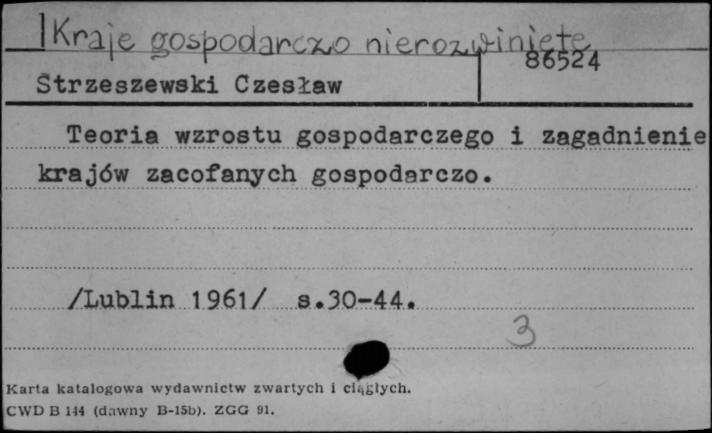 Kraje gospodarczo nierozwinięte
86524
Strzeszewski Czesław
Teoria wzrostu gospodarczego i zagadnienie
krajów zacofanych gospodarczo.
/Lublin 1961/ s.30-44.
3
Karta katalogowa wydawnictw zwartych i ciągłych.
CWD B 144 (dawny B-15b). ZGG 91.